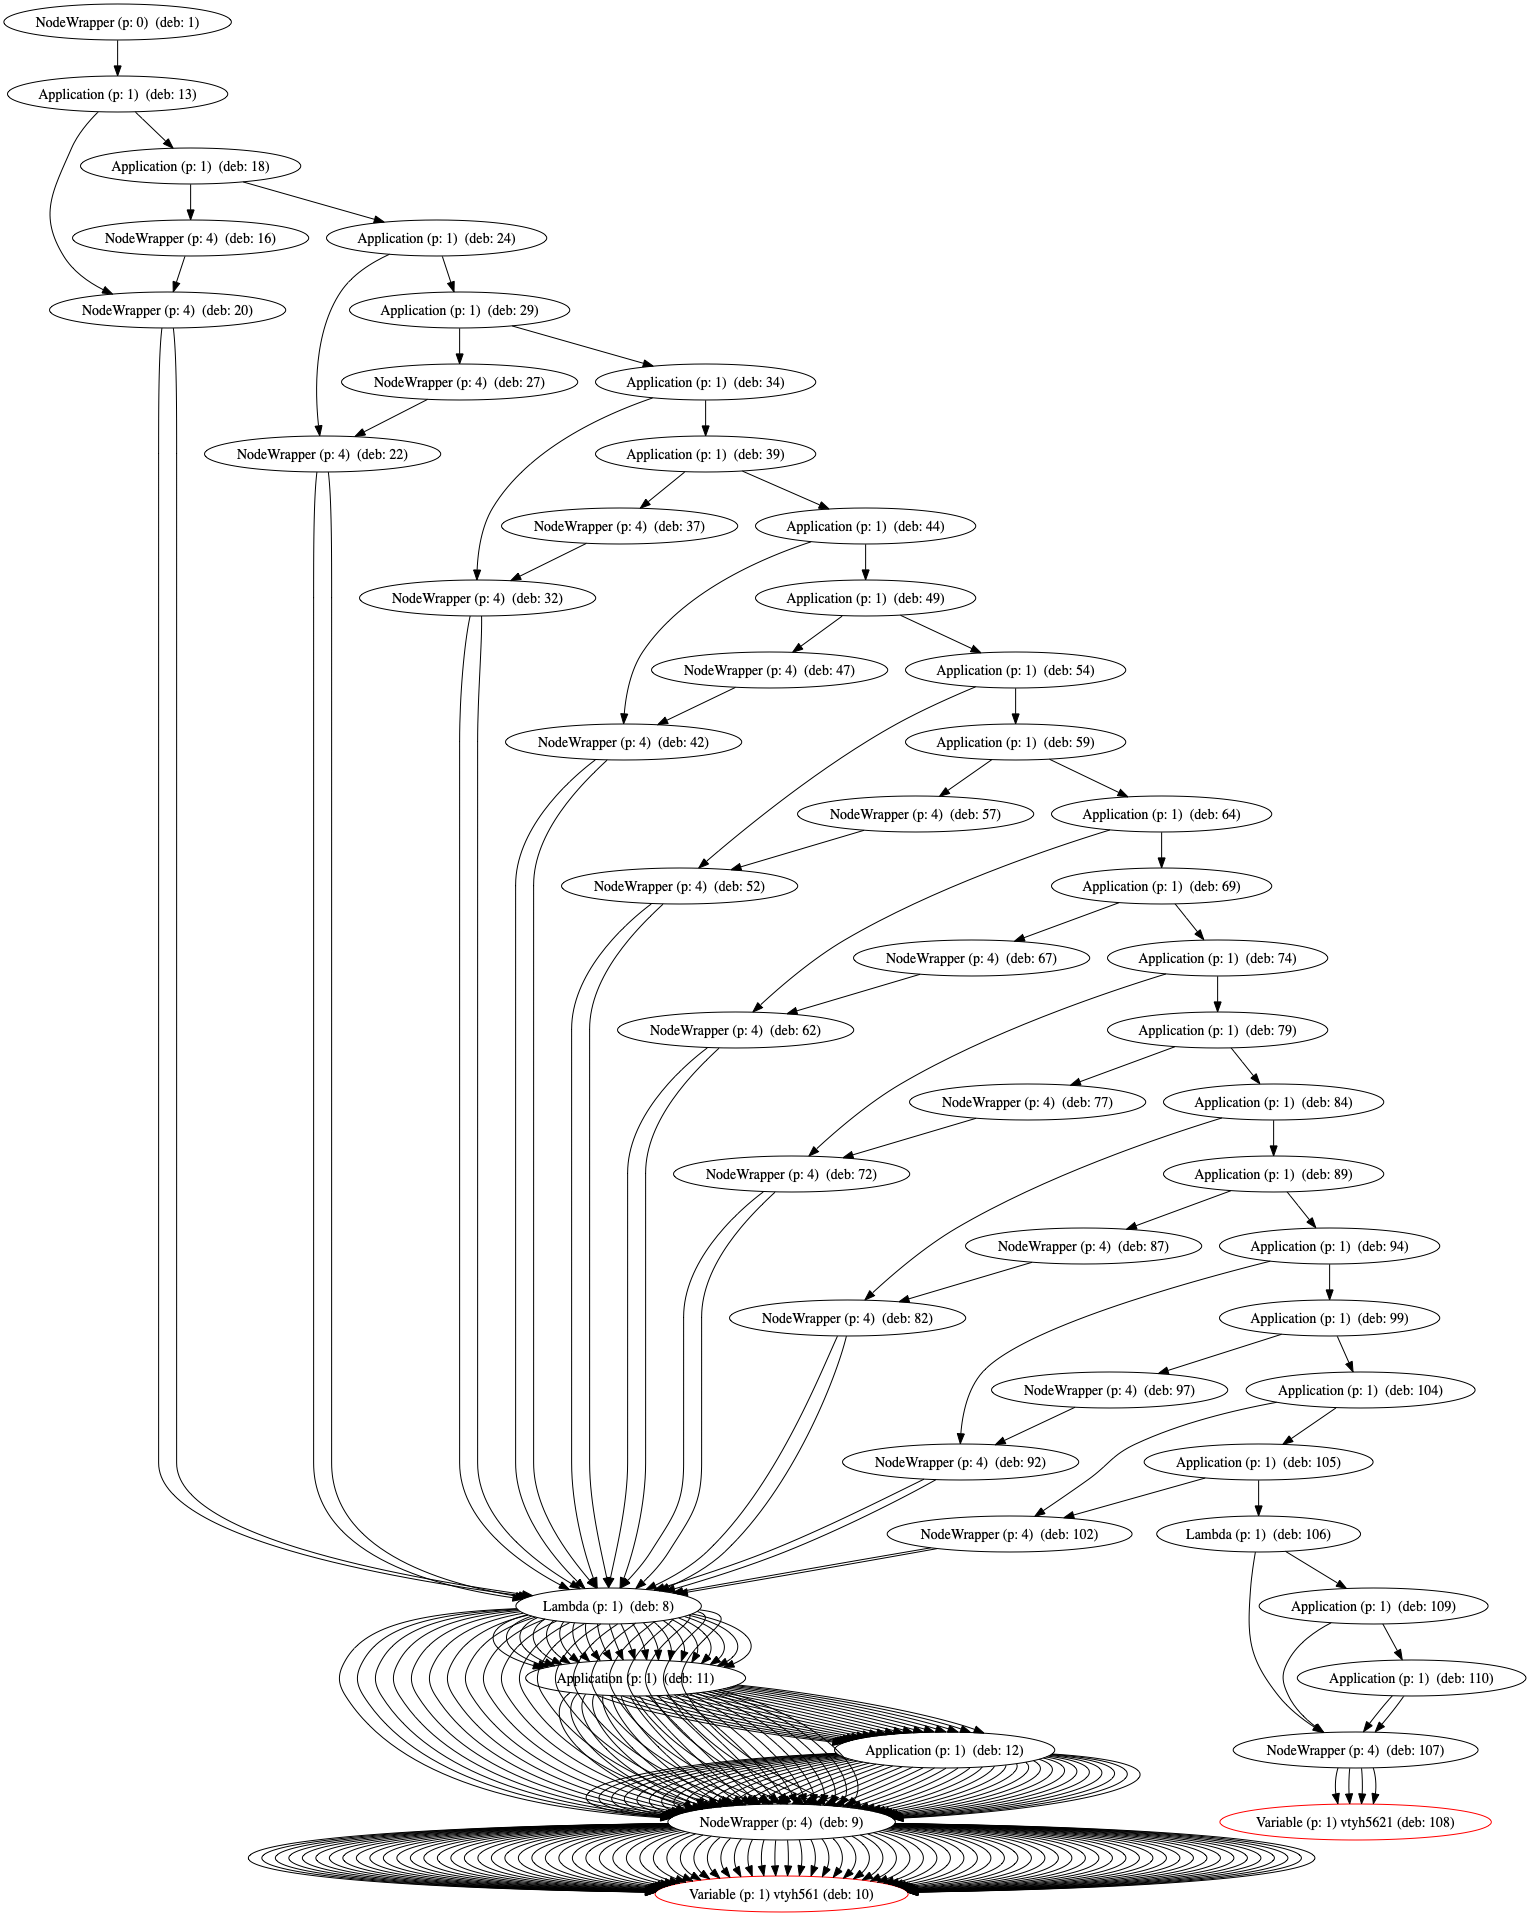 NodeWrapper (p: 0) (deb: 1)
Application (p: 1) (deb: 13)
Application (p: 1) (deb: 18)
NodeWrapper (p: 4) (deb: 16)
Application (p: 1) (deb: 24)
NodeWrapper (p: 4) (deb: 20)
Application (p: 1) (deb: 29)
NodeWrapper (p: 4) (deb: 27)
Application (p: 1) (deb: 34)
NodeWrapper (p: 4) (deb: 22)
Application (p: 1) (deb: 39)
NodeWrapper (p: 4) (deb: 37)
Application (p: 1) (deb: 44)
NodeWrapper (p: 4) (deb: 32)
Application (p: 1) (deb: 49)
NodeWrapper (p: 4) (deb: 47)
Application (p: 1) (deb: 54)
NodeWrapper (p: 4) (deb: 42)
Application (p: 1) (deb: 59)
NodeWrapper (p: 4) (deb: 57)
Application (p: 1) (deb: 64)
NodeWrapper (p: 4) (deb: 52)
Application (p: 1) (deb: 69)
NodeWrapper (p: 4) (deb: 67)
Application (p: 1) (deb: 74)
NodeWrapper (p: 4) (deb: 62)
Application (p: 1) (deb: 79)
NodeWrapper (p: 4) (deb: 77)
Application (p: 1) (deb: 84)
NodeWrapper (p: 4) (deb: 72)
Application (p: 1) (deb: 89)
NodeWrapper (p: 4) (deb: 87)
Application (p: 1) (deb: 94)
NodeWrapper (p: 4) (deb: 82)
Application (p: 1) (deb: 99)
NodeWrapper (p: 4) (deb: 97)
Application (p: 1) (deb: 104)
NodeWrapper (p: 4) (deb: 92)
Application (p: 1) (deb: 105)
NodeWrapper (p: 4) (deb: 102)
Lambda (p: 1) (deb: 106)
Lambda (p: 1) (deb: 8)
Application (p: 1) (deb: 109)
Application (p: 1) (deb: 11)
Application (p: 1) (deb: 110)
Application (p: 1) (deb: 12)
NodeWrapper (p: 4) (deb: 107)
NodeWrapper (p: 4) (deb: 9)
Variable (p: 1) vtyh5621 (deb: 108)
Variable (p: 1) vtyh561 (deb: 10)